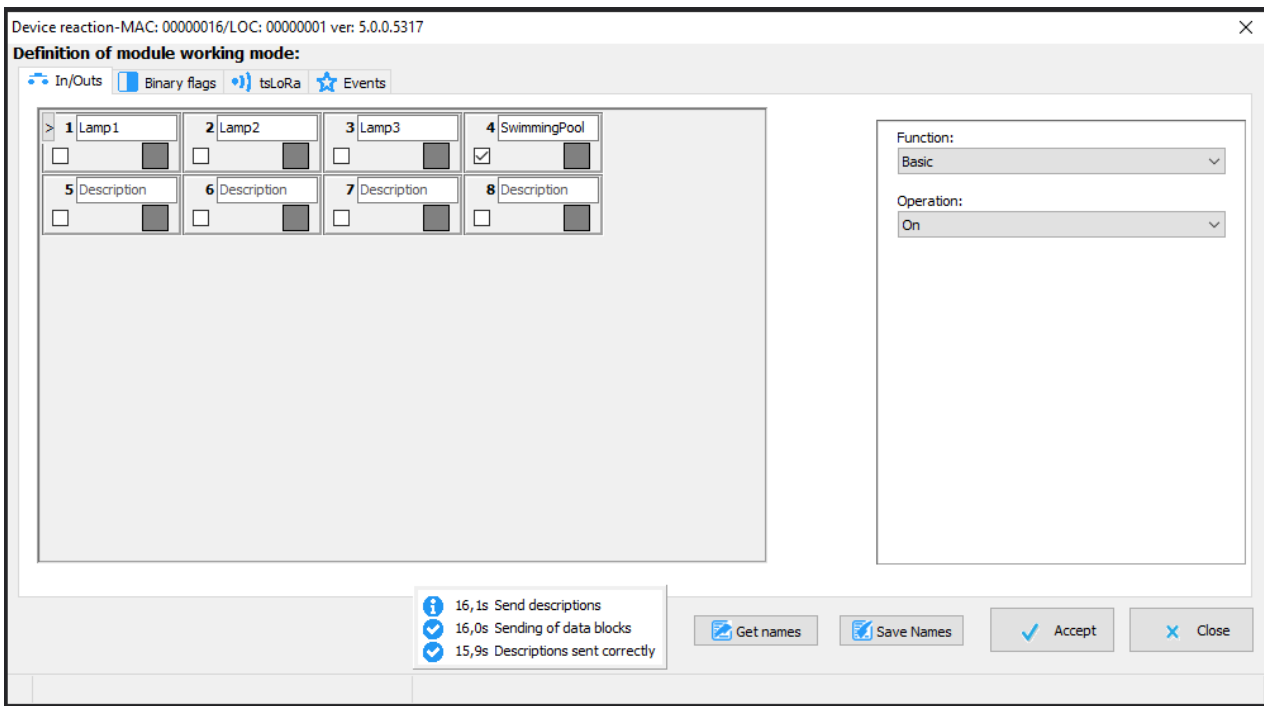 Device reaction-MAC: 00000016/LOC: 00000001 ver: 5.0.0.5317
Definition of module working mode:
In/Outs Binary flags tsLoRa Events
> 1 Lamp1 2 Lamp2 3 Lamp3 4 SwimmingPool
5 Description 6 Description 7 Description 8 Description
Function:
Basic
Operation:
On
16,1s Send descriptions
16,0s Sending of data blocks
15,9s Descriptions sent correctly
Get names Save Names Accept Close